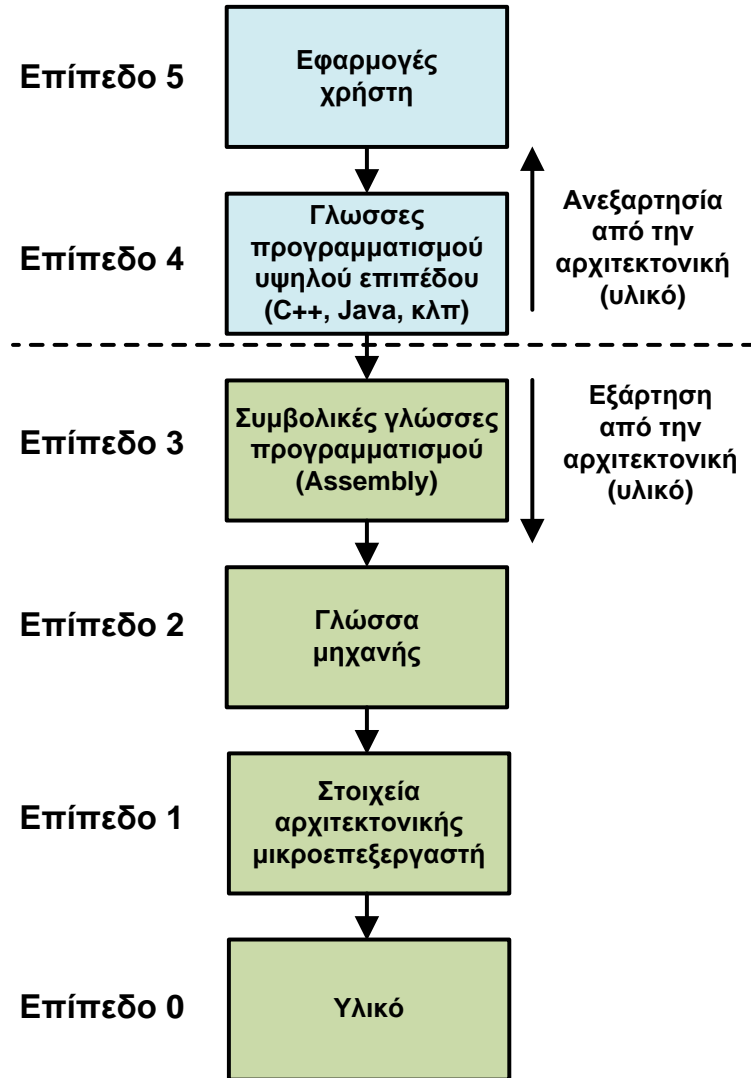 Επίπεδο 5
Εφαρμογές
χρήστη
Επίπεδο 4
Γλωσσες
προγραμματισμού
υψηλού επιπέδου
(C++, Java, κλπ)
Ανεξαρτησία
από την
αρχιτεκτονική
(υλικό)
Επίπεδο 3
Συμβολικές γλώσσες
προγραμματισμού
(Assembly)
Εξάρτηση
από την
αρχιτεκτονική
(υλικό)
Επίπεδο 2
Γλώσσα
μηχανής
Επίπεδο 1
Στοιχεία
αρχιτεκτονικής
μικροεπεξεργαστή
Επίπεδο 0
Υλικό